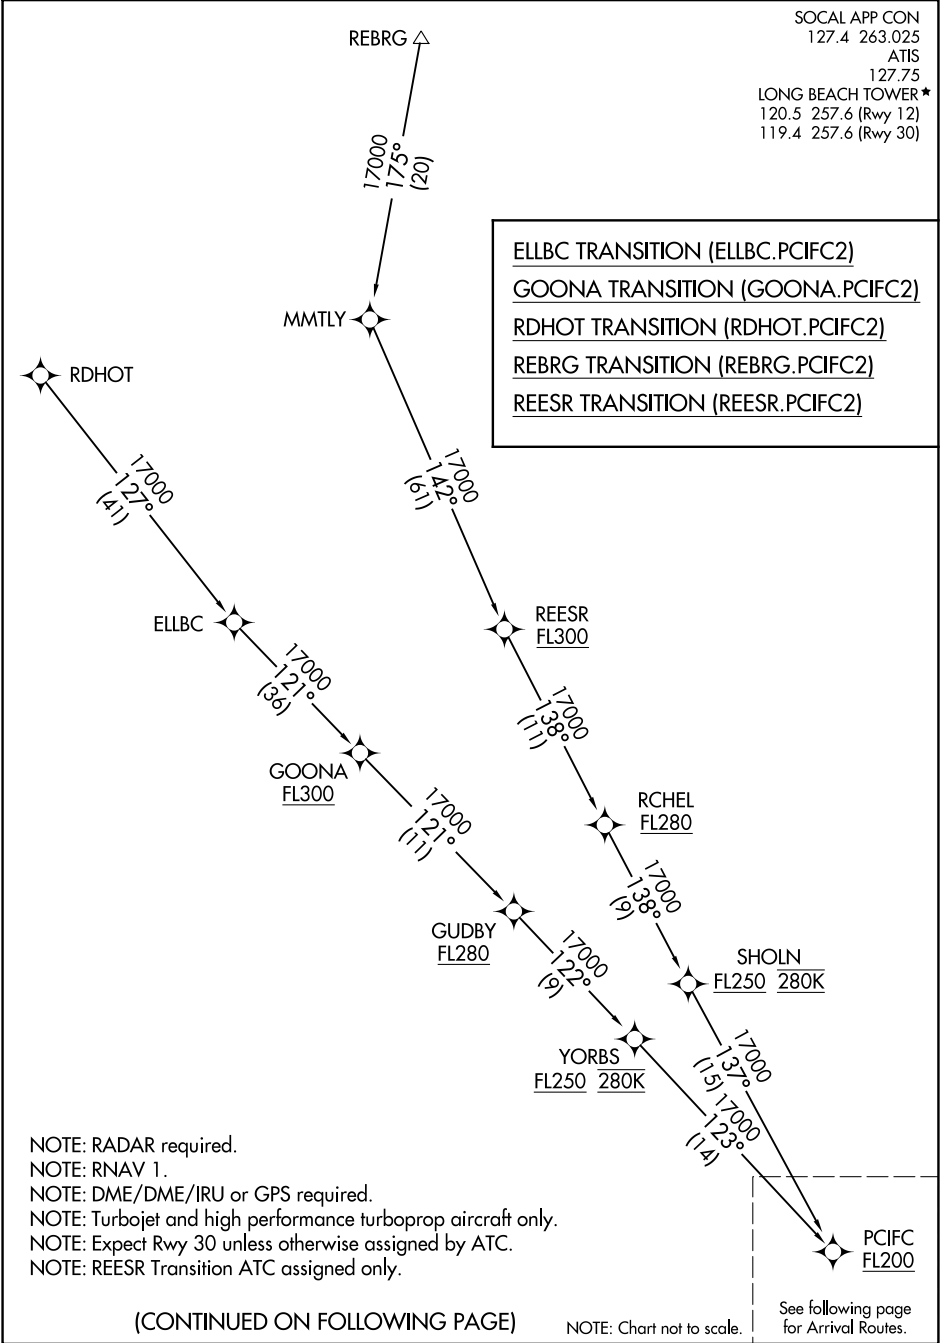 SOCAL APP CON
127.4 263.025
ATIS
127.75
LONG BEACH TOWER★
120.5 257.6 (Rwy 12)
119.4 257.6 (Rwy 30)
REBRG
17000
175°
(20)
ELLBC TRANSITION (ELLBC.PCIFC2)
GOONA TRANSITION (GOONA.PCIFC2)
RDHOT TRANSITION (RDHOT.PCIFC2)
REBRG TRANSITION (REBRG.PCIFC2)
REESR TRANSITION (REESR.PCIFC2)
MMTLY
RDHOT
17000
127°
(41)
17000
142°
(61)
ELLBC
REESR
FL300
17000
121°
(36)
17000
138°
(11)
GOONA
FL300
RCHEL
FL280
17000
121°
(11)
17000
138°
(9)
GUDBY
FL280
17000
122°
(9)
SHOLN
FL250 280K
YORBS
FL250 280K
17000
137°
(15)
17000
123°
(14)
NOTE: RADAR required.
NOTE: RNAV 1.
NOTE: DME/DME/IRU or GPS required.
NOTE: Turbojet and high performance turboprop aircraft only.
NOTE: Expect Rwy 30 unless otherwise assigned by ATC.
NOTE: REESR Transition ATC assigned only.
PCIFC
FL200
(CONTINUED ON FOLLOWING PAGE)
NOTE: Chart not to scale.
See following page
for Arrival Routes.